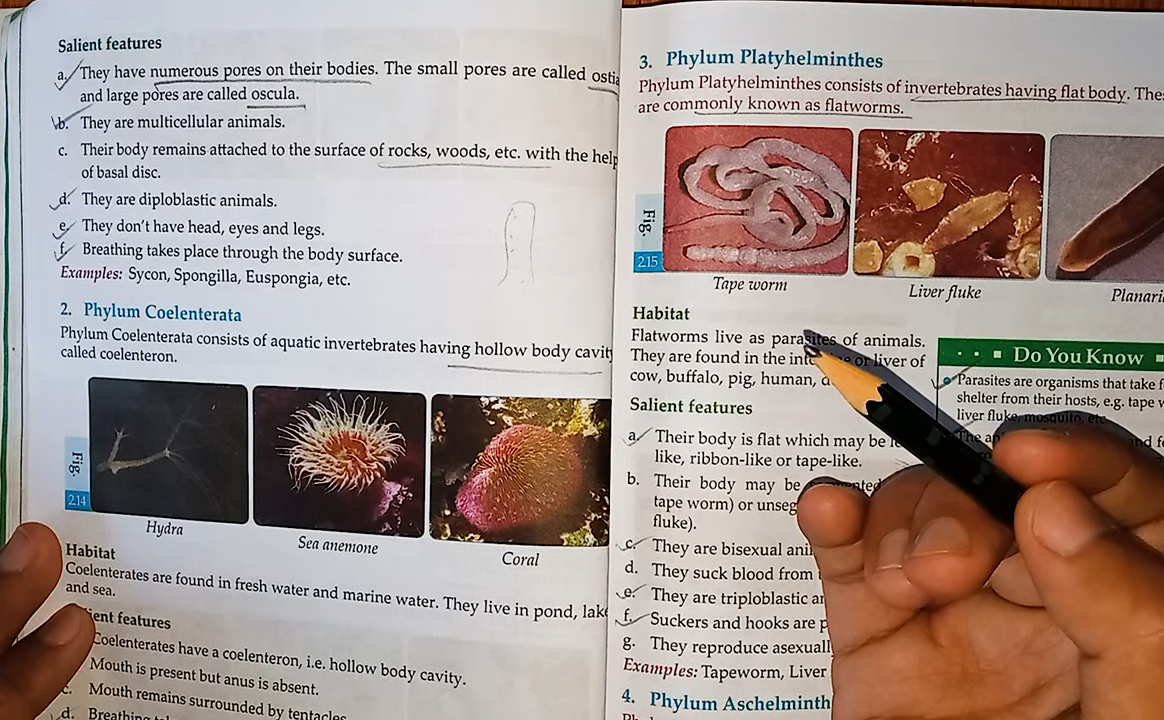 Salient features
a. They have numerous pores on their bodies. The small pores are called ostia
and large pores are called oscula.
b. They are multicellular animals.
c. Their body remains attached to the surface of rocks, woods, etc. with the help
of basal disc.
d. They are diploblastic animals.
e. They don't have head, eyes and legs.
f. Breathing takes place through the body surface.
Examples: Sycon, Spongilla, Euspongia, etc.
2. Phylum Coelenterata
Phylum Coelenterata consists of aquatic invertebrates having hollow body cavity
called coelenteron.
Fig.
2.14
Hydra
Sea anemone
Coral
Habitat
Coelenterates are found in fresh water and marine water. They live in pond, lake
and sea.
features
Coelenterates have a coelenteron, i.e. hollow body cavity.
Mouth is present but anus is absent.
c. Mouth remains surrounded by tentacles
d.
3. Phylum Platyhelminthes
Phylum Platyhelminthes consists of invertebrates having flat body.
are commonly known as flatworms.
Fig.
2.15
Tape worm
Liver fluke
Habitat
Flatworms live as parasites of animals.
They are found in the or liver of
cow, buffalo, pig, human,
Do You Know
Parasites are organisms that take
shelter from their hosts, e.g. tape
liver fluke, mosquito, etc.
Salient features
a. Their body is flat which may be
like, ribbon-like or tape-like.
b. Their body may be
tape worm) or
fluke).
c. They are bisexual
d. They suck blood from
e. They are triploblastic
f. Suckers and hooks are
g. They reproduce
Examples: Tapeworm, Liver
4. Phylum